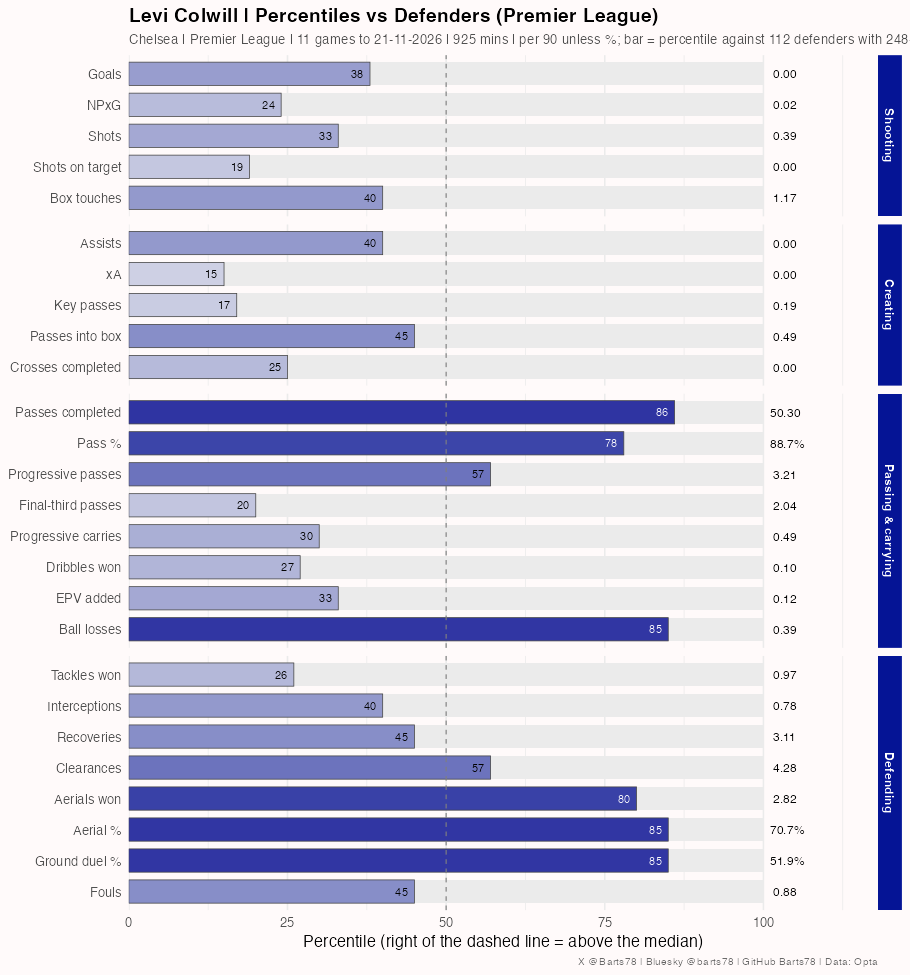 Levi Colwill | Percentiles vs Defenders (Premier League)
Chelsea | Premier League | 11 games to 21-11-2026 | 925 mins | per 90 unless %; bar = percentile against 112 defenders with 248
Goals 38 0.00
NPxG 24 0.02
Shots 33 0.39
Shots on target 19 0.00
Box touches 40 1.17
Shooting
Assists 40 0.00
xA 15 0.00
Key passes 17 0.19
Passes into box 45 0.49
Crosses completed 25 0.00
Creating
Passes completed 86 50.30
Pass % 78 88.7%
Progressive passes 57 3.21
Final-third passes 20 2.04
Progressive carries 30 0.49
Dribbles won 27 0.10
EPV added 33 0.12
Ball losses 85 0.39
Passing & carrying
Tackles won 26 0.97
Interceptions 40 0.78
Recoveries 45 3.11
Clearances 57 4.28
Aerials won 80 2.82
Aerial % 85 70.7%
Ground duel % 85 51.9%
Fouls 45 0.88
Defending
0 25 50 75 100
Percentile (right of the dashed line = above the median)
X @Barts78 | Bluesky @barts78 | GitHub Barts78 | Data: Opta